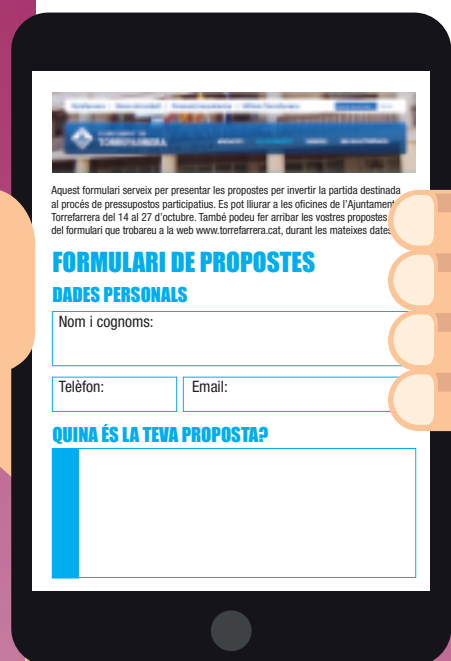 TORREFARRERA
Aquest formulari serveix per presentar les propostes per invertir la partida destinada
al procés de pressupostos participatius. Es pot lliurar a les oficines de l'Ajuntament
Torrefarrera del 14 al 27 d'octubre. També podeu fer arribar les vostres propostes
del formulari que trobareu a la web www.torrefarrera.cat, durant les mateixes dates
FORMULARI DE PROPOSTES
DADES PERSONALS
Nom i cognoms:
Telèfon:
Email:
QUINA ÉS LA TEVA PROPOSTA?